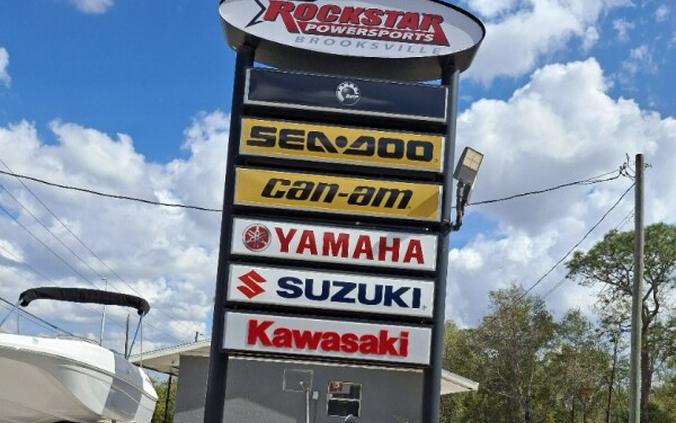 ROCKSTAR
POWERSPORTS
BROOKSVILLE
SEA-DOO
can-am
YAMAHA
SUZUKI
Kawasaki